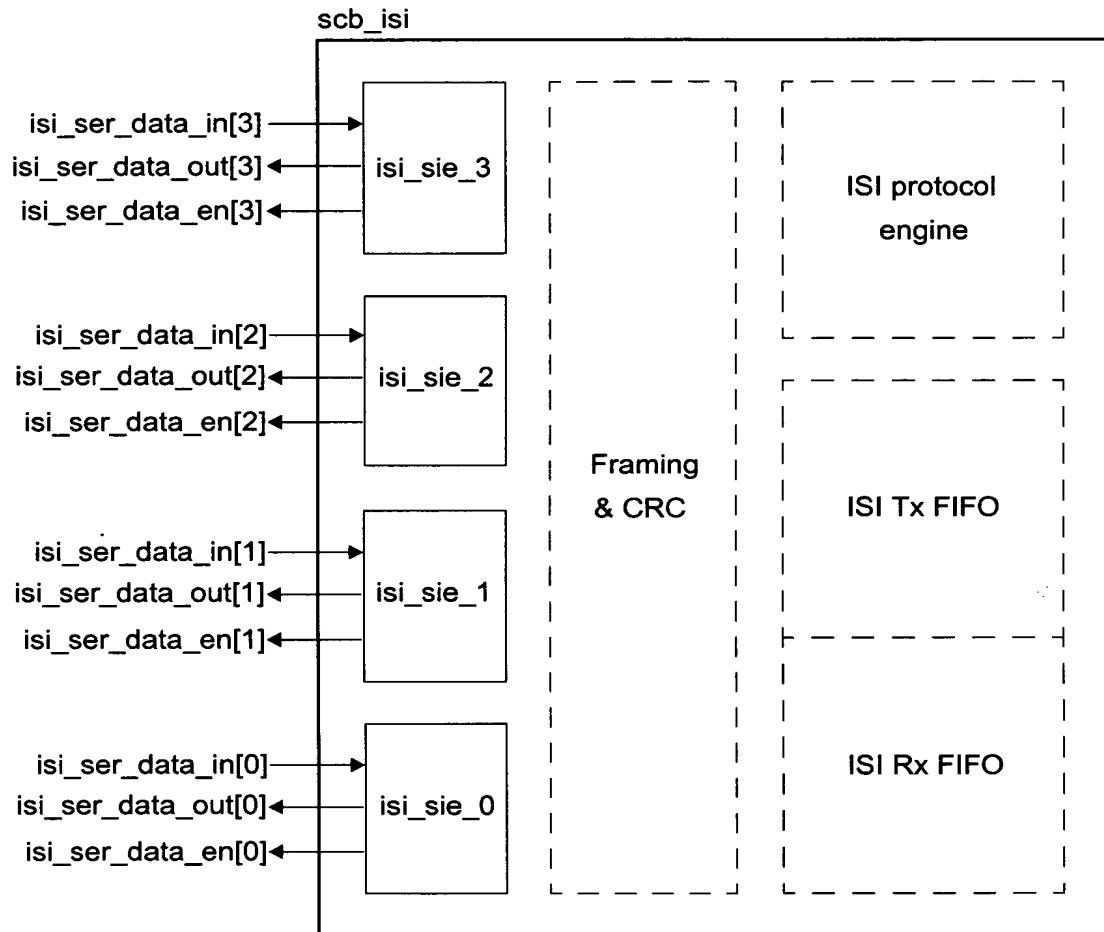 scb_isi
isi_ser_data_in[3]
isi_ser_data_out[3]
isi_ser_data_en[3]
isi_sie_3
isi_ser_data_in[2]
isi_ser_data_out[2]
isi_ser_data_en[2]
isi_sie_2
isi_ser_data_in[1]
isi_ser_data_out[1]
isi_ser_data_en[1]
isi_sie_1
isi_ser_data_in[0]
isi_ser_data_out[0]
isi_ser_data_en[0]
isi_sie_0
Framing
& CRC
ISI protocol
engine
ISI Tx FIFO
ISI Rx FIFO